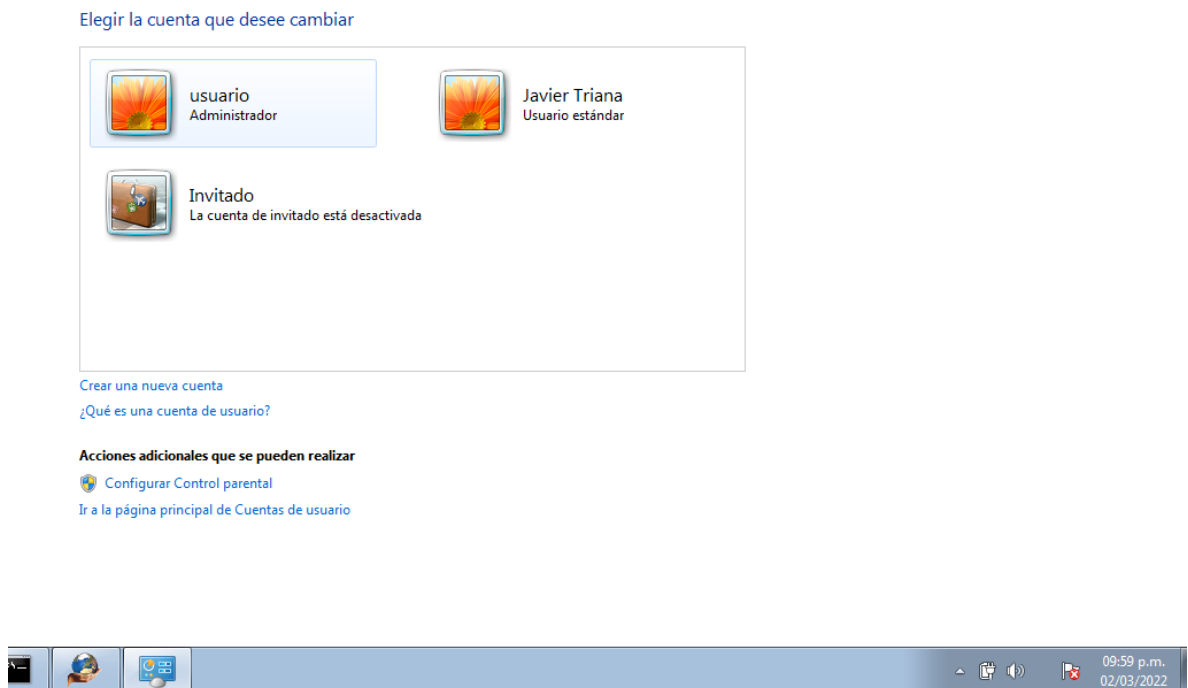 Elegir la cuenta que desee cambiar
usuario
Administrador
Javier Triana
Usuario estándar
Invitado
La cuenta de invitado está desactivada
Crear una nueva cuenta
¿Qué es una cuenta de usuario?
Acciones adicionales que se pueden realizar
Configurar Control parental
Ir a la página principal de Cuentas de usuario
09:59 p.m.
02/03/2022